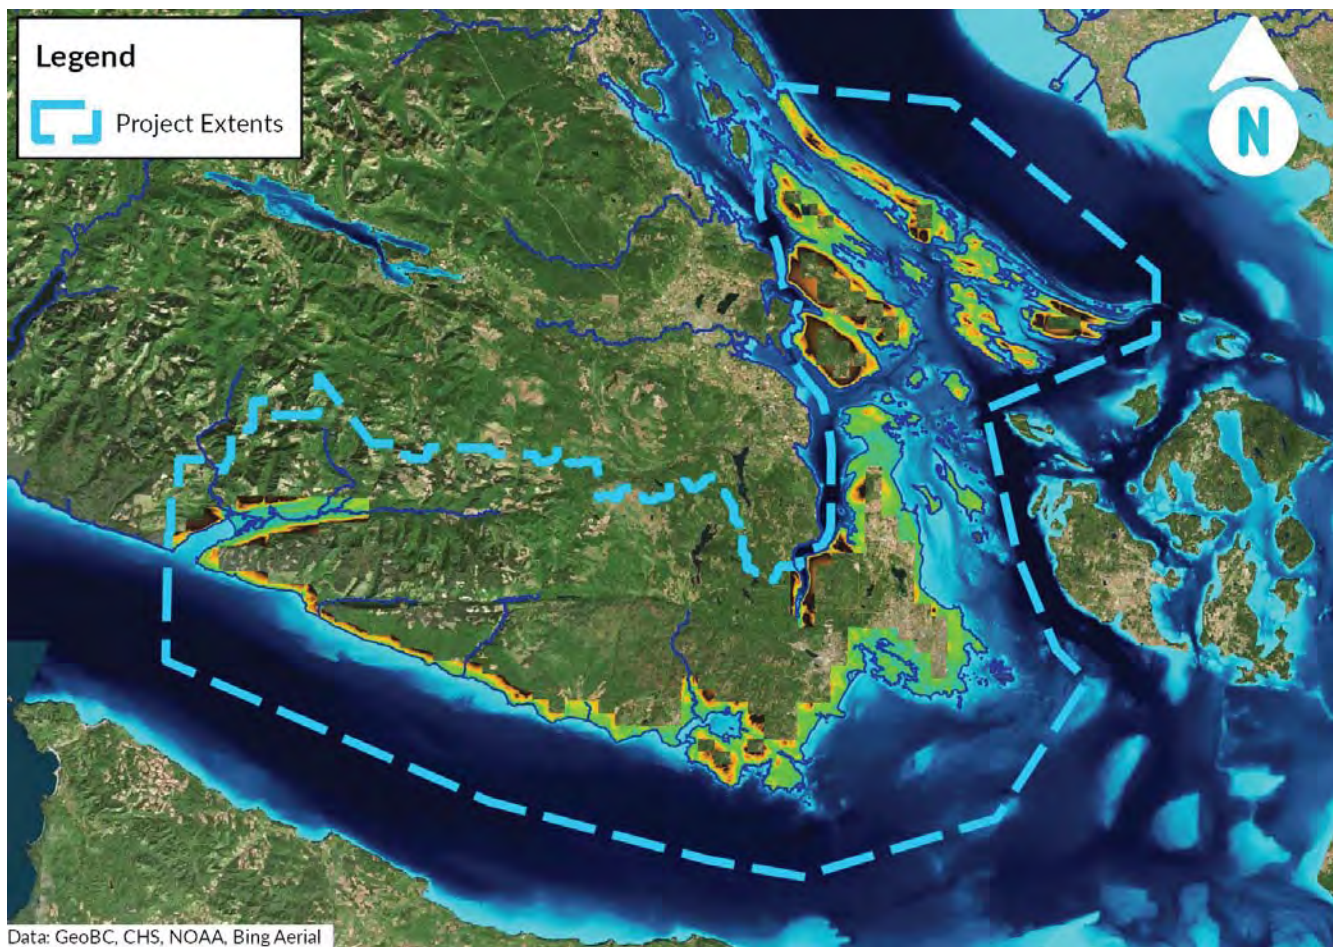 Legend
Project Extents
N
Data: GeoBC, CHS, NOAA, Bing Aerial